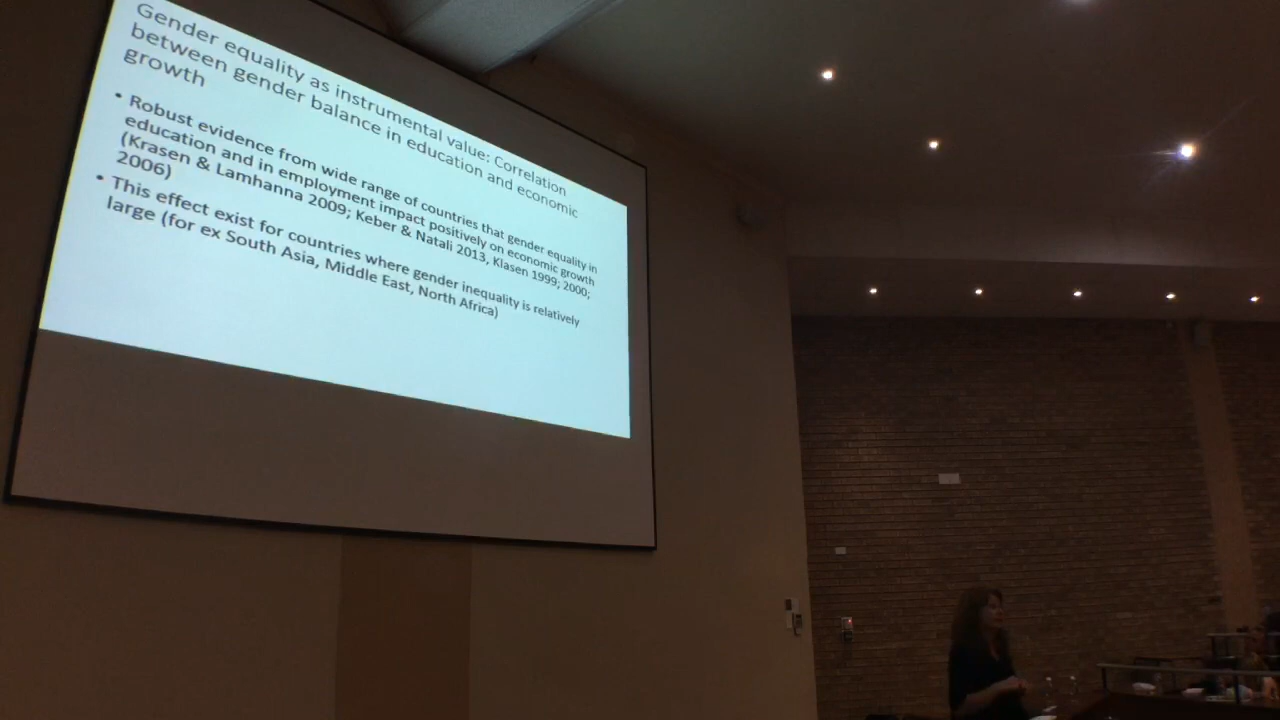 Gender equality as instrumental value: Correlation
between gender balance in education and economic
growth
• Robust evidence from wide range of countries that gender equality in
education and in employment impact positively on economic growth
(Krasen & Lamhanna 2009; Keber & Natali 2013, Klasen 1999; 2000;
2006)
• This effect exist for countries where gender inequality is relatively
large (for ex South Asia, Middle East, North Africa)